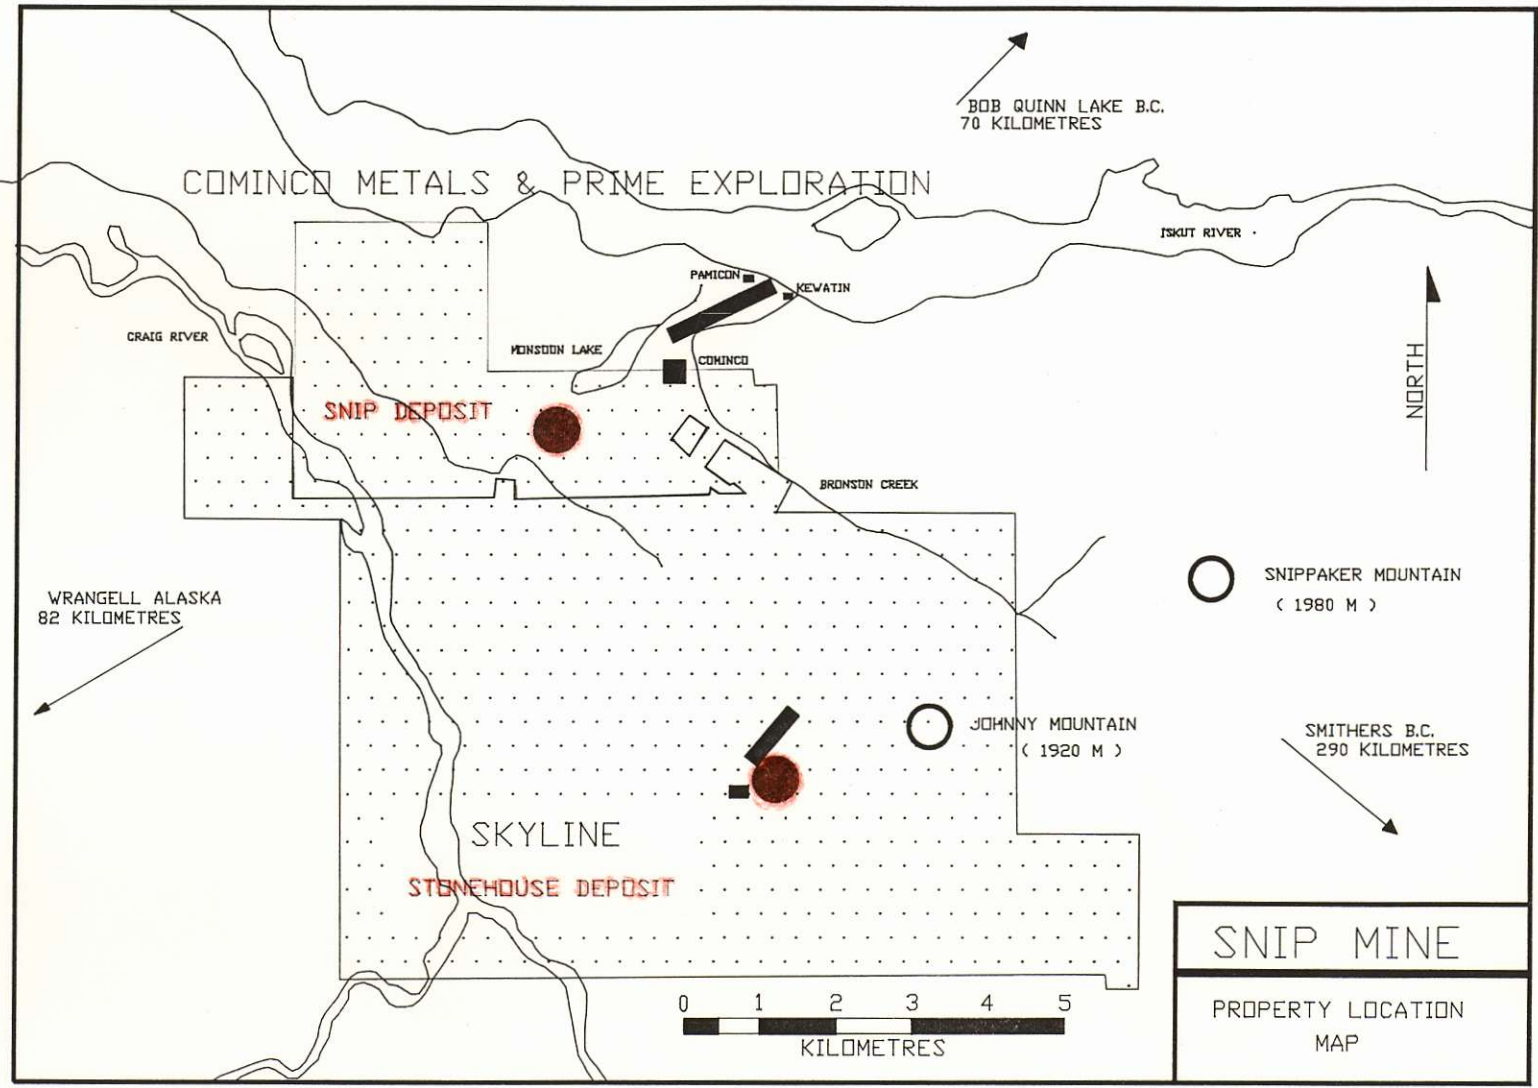 BOB QUINN LAKE B.C.
70 KILOMETRES
COMINCO METALS & PRIME EXPLORATION
ISKUT RIVER
PAMICON
KEWATIN
CRAIG RIVER
MONSOON LAKE
COMINCO
NORTH
SNIP DEPOSIT
BRONSON CREEK
SNIPPAKER MOUNTAIN
( 1980 M )
WRANGELL ALASKA
82 KILOMETRES
JOHNNY MOUNTAIN
( 1920 M )
SMITHERS B.C.
290 KILOMETRES
SKYLINE
STONEHOUSE DEPOSIT
0 1 2 3 4 5
KILOMETRES
SNIP MINE
PROPERTY LOCATION
MAP